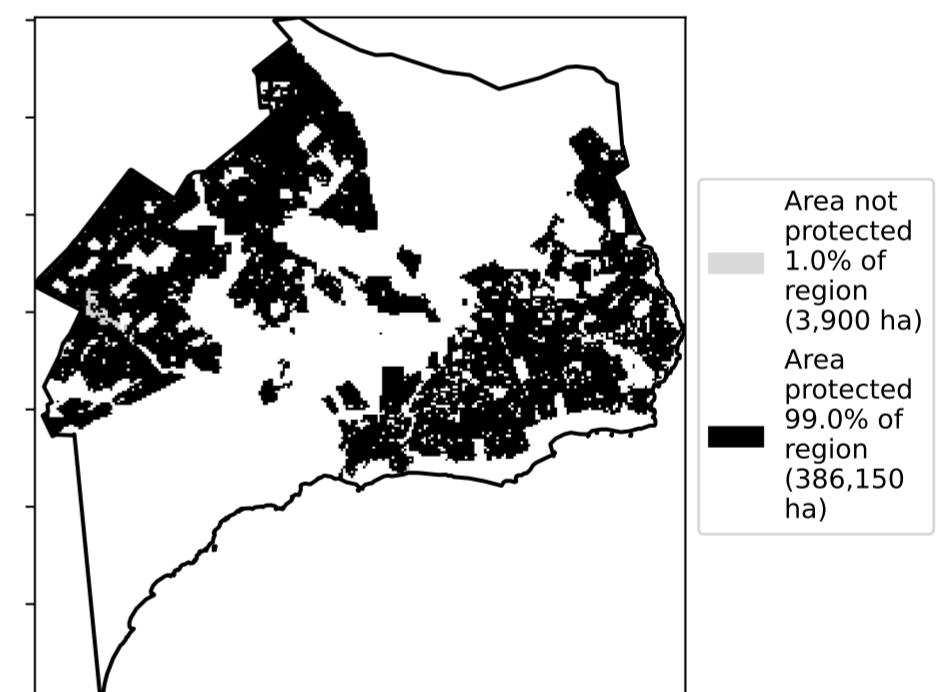 Area not
protected
1.0% of
region
(3,900 ha)
Area
protected
99.0% of
region
(386,150
ha)